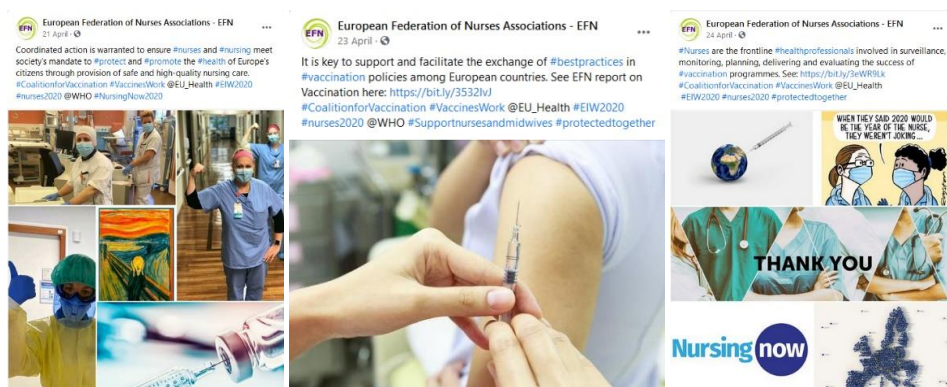 EFN
European Federation of Nurses Associations - EFN
21 April ·
Coordinated action is warranted to ensure #nurses and #nursing meet
society's mandate to #protect and #promote the #health of Europe's
citizens through provision of safe and high-quality nursing care.
#CoalitionforVaccination #VaccinesWork @EU_Health #EIW2020
#nurses2020 @WHO #NursingNow2020
EFN
European Federation of Nurses Associations - EFN
23 April ·
It is key to support and facilitate the exchange of #bestpractices in
#vaccination policies among European countries. See EFN report on
Vaccination here: https://bit.ly/3532IvJ
#CoalitionforVaccination #VaccinesWork @EU_Health #EIW2020
#nurses2020 @WHO #Supportnursesandmidwives #protectedtogether
EFN
European Federation of Nurses Associations - EFN
24 April ·
#Nurses are the frontline #healthprofessionals involved in surveillance,
monitoring, planning, delivering and evaluating the success of
#vaccination programmes. See: https://bit.ly/3eWR9Lk
#CoalitionforVaccination #VaccinesWork @EU_Health
#EIW2020 #nurses2020 #protectedtogether
WHEN THEY SAID 2020 WOULD
BE THE YEAR OF THE NURSE,
THEY WEREN'T JOKING...
THANK YOU
Nursing now